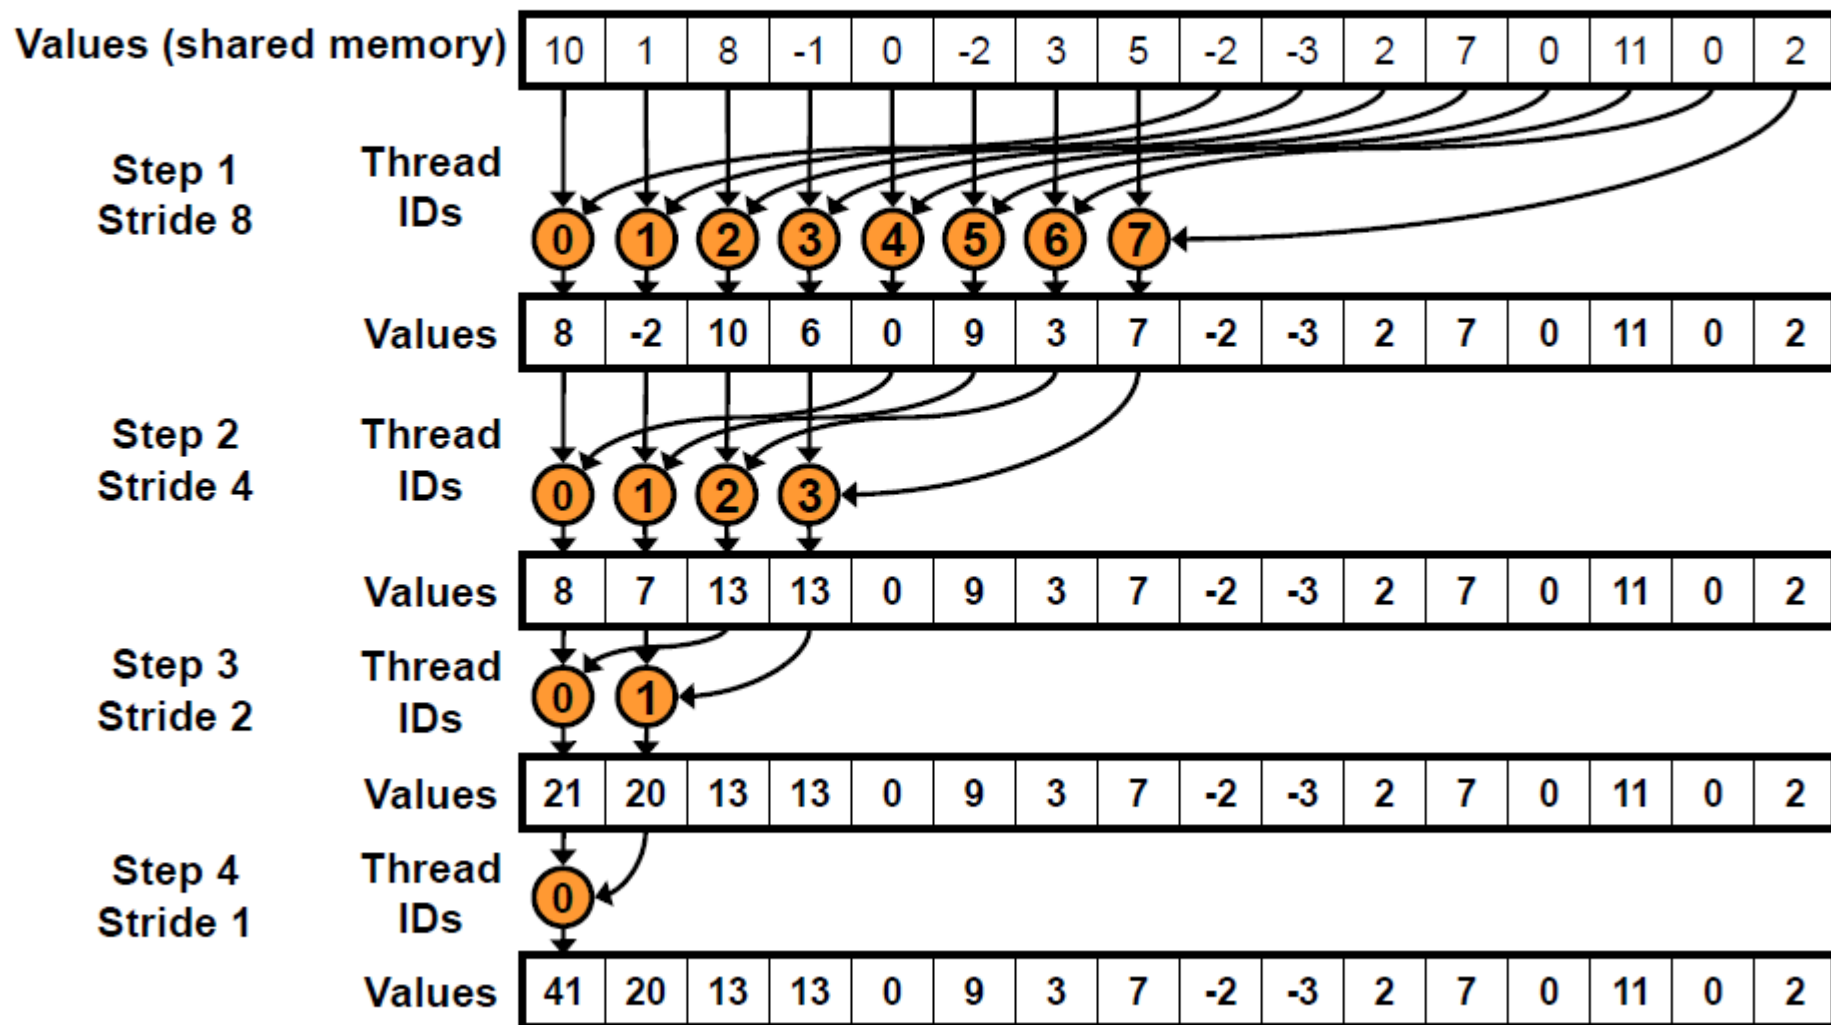 Values (shared memory) 10 1 8 -1 0 -2 3 5 -2 -3 2 7 0 11 0 2
Step 1 Thread
Stride 8 IDs
0 1 2 3 4 5 6 7
Values 8 -2 10 6 0 9 3 7 -2 -3 2 7 0 11 0 2
Step 2 Thread
Stride 4 IDs
0 1 2 3
Values 8 7 13 13 0 9 3 7 -2 -3 2 7 0 11 0 2
Step 3 Thread
Stride 2 IDs
0 1
Values 21 20 13 13 0 9 3 7 -2 -3 2 7 0 11 0 2
Step 4 Thread
Stride 1 IDs
0
Values 41 20 13 13 0 9 3 7 -2 -3 2 7 0 11 0 2